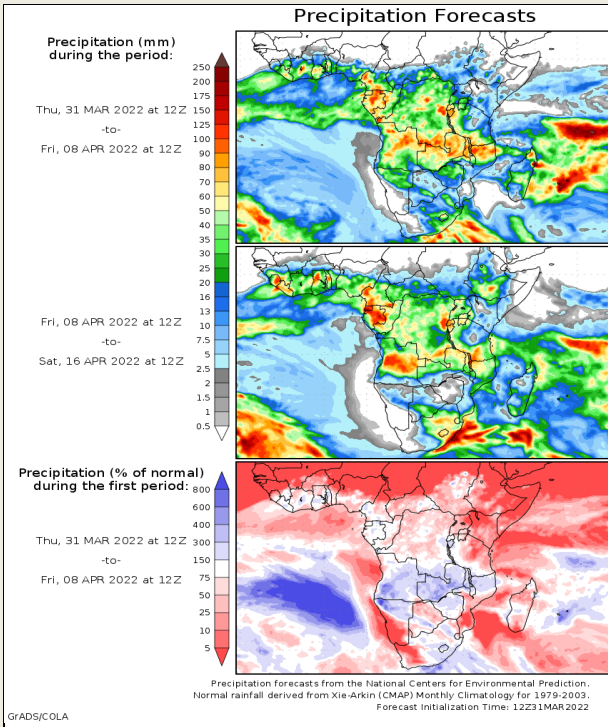 Precipitation Forecasts
Precipitation (mm)
during the period:
Thu, 31 MAR 2022 at 12Z
-to-
Fri, 08 APR 2022 at 12Z
250
200
175
150
125
100
90
80
70
60
50
40
35
30
25
20
16
13
10
7.5
5
2.5
2
1.5
1
0.5
Fri, 08 APR 2022 at 12Z
-to-
Sat, 16 APR 2022 at 12Z
Precipitation (% of normal)
during the first period:
Thu, 31 MAR 2022 at 12Z
-to-
Fri, 08 APR 2022 at 12Z
800
600
400
300
150
75
50
25
10
5
Precipitation forecasts from the National Centers for Environmental Prediction.
Normal rainfall derived from Xie-Arkin (CMAP) Monthly Climatology for 1979-2003.
Forecast Initialization Time: 12Z31MAR2022
GrADS/COLA